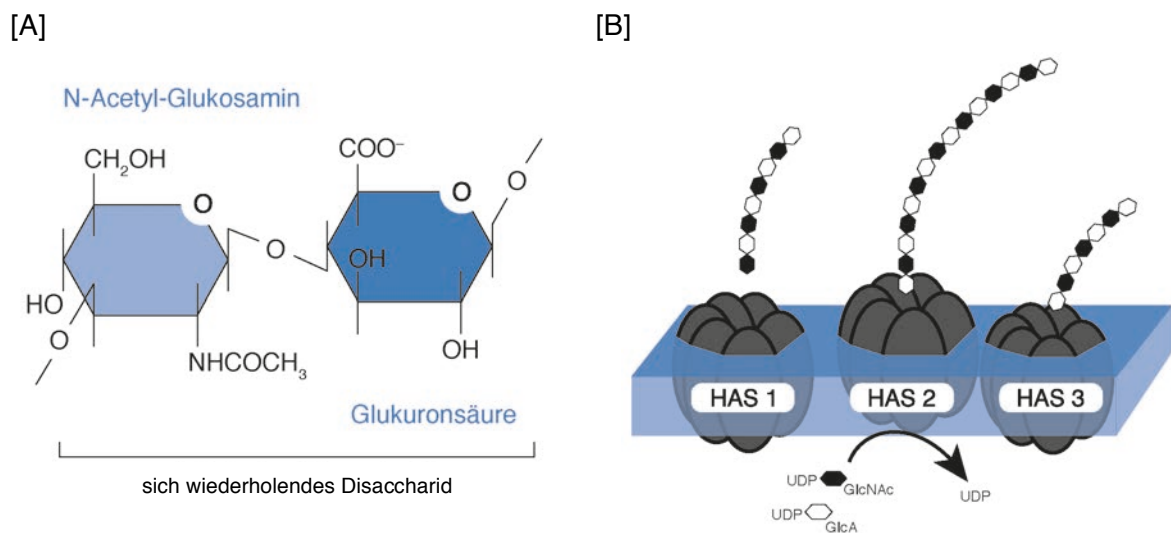 [A]
N-Acetyl-Glukosamin
CH₂OH
O
COO⁻
O
O
O
OH
HO
O
NHCOCH₃
OH
Glukuronsäure
sich wiederholendes Disaccharid
[B]
HAS 1
HAS 2
HAS 3
UDP GlcNAc
UDP GlcA
UDP